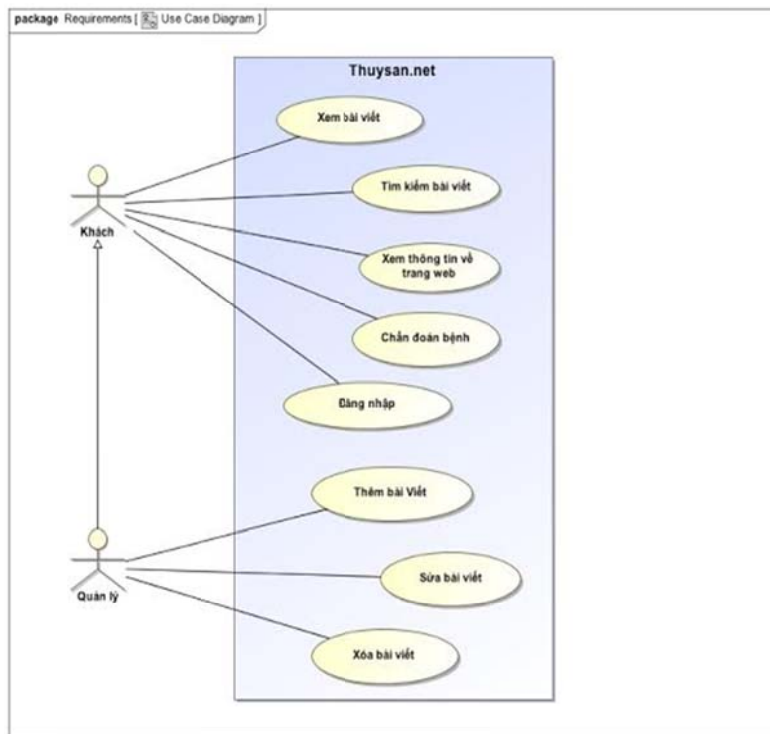 package Requirements [ Use Case Diagram ]
Thuysan.net
Xem bài viết
Tìm kiếm bài viết
Khách
Xem thông tin về
trang web
Chẩn đoán bệnh
Đăng nhập
Thêm bài Viết
Sửa bài viết
Quản lý
Xóa bài viết